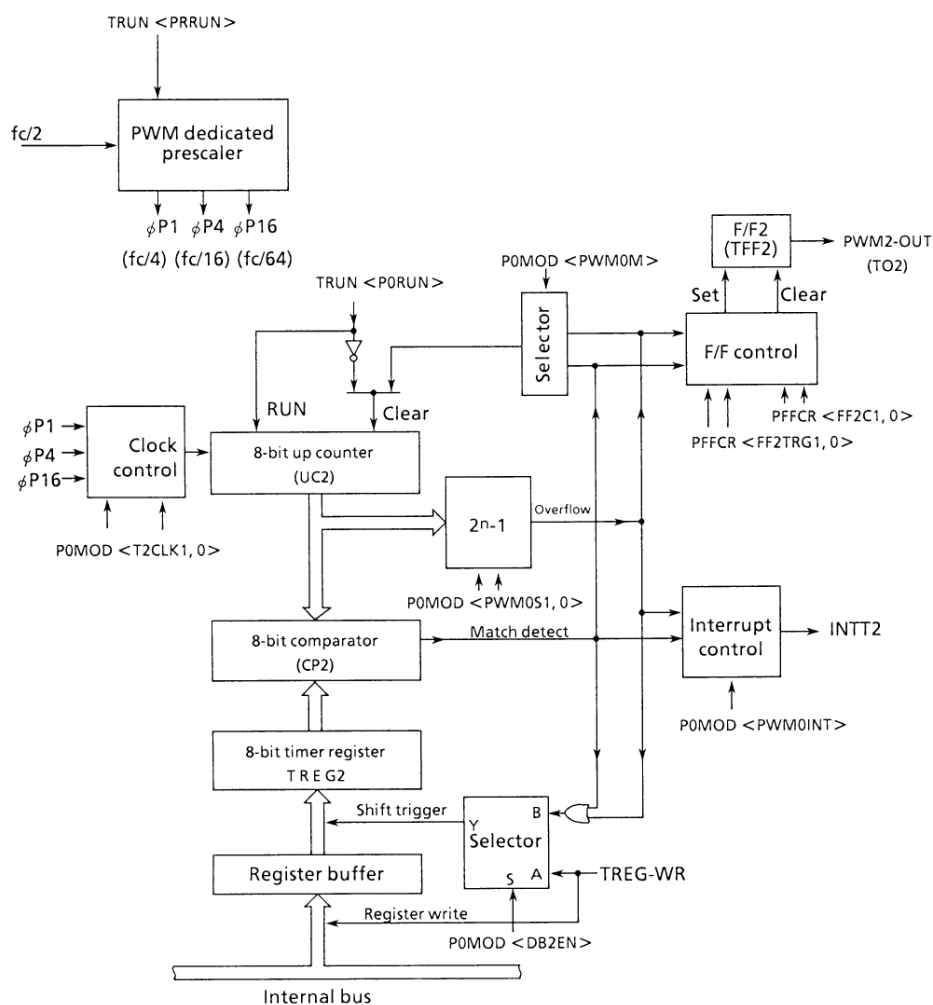 TRUN <PRRUN>
fc/2
PWM dedicated
prescaler
φP1 φP4 φP16
(fc/4) (fc/16) (fc/64)
F/F2
(TFF2)
PWM2-OUT
(TO2)
P0MOD <PWM0M>
TRUN <P0RUN>
Set
Clear
Selector
F/F control
RUN
Clear
PFFCR <FF2C1, 0>
PFFCR <FF2TRG1, 0>
φP1
φP4
φP16
Clock
control
8-bit up counter
(UC2)
2n-1
Overflow
P0MOD <T2CLK1, 0>
P0MOD <PWM0S1, 0>
8-bit comparator
(CP2)
Match detect
Interrupt
control
INTT2
P0MOD <PWM0INT>
8-bit timer register
TREG2
Shift trigger
Y
B
Selector
S
A
TREG-WR
Register buffer
Register write
P0MOD <DB2EN>
Internal bus